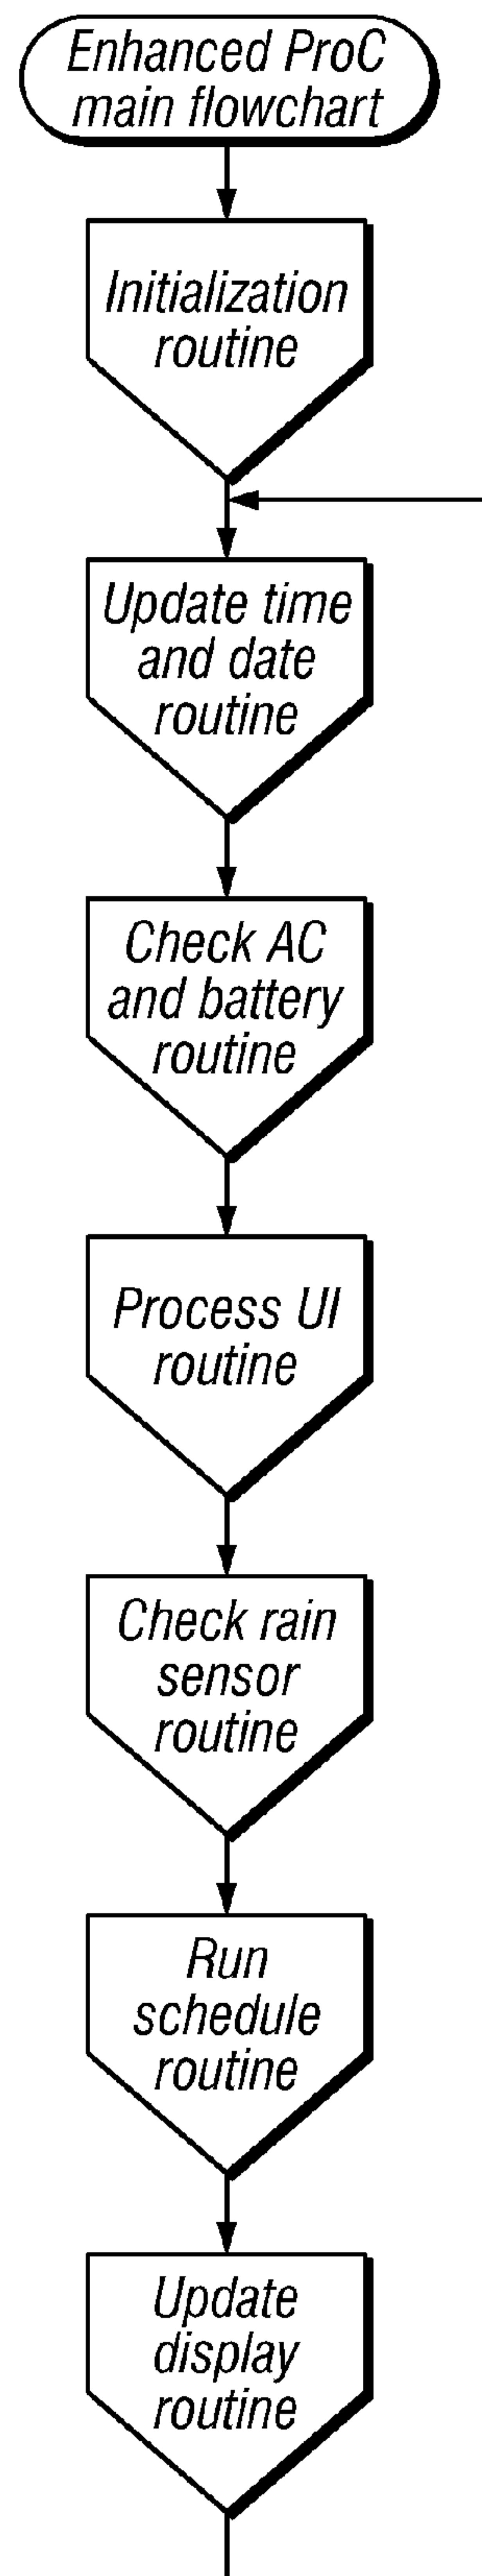 Enhanced ProC
main flowchart
Initialization
routine
Update time
and date
routine
Check AC
and battery
routine
Process UI
routine
Check rain
sensor
routine
Run
schedule
routine
Update
display
routine